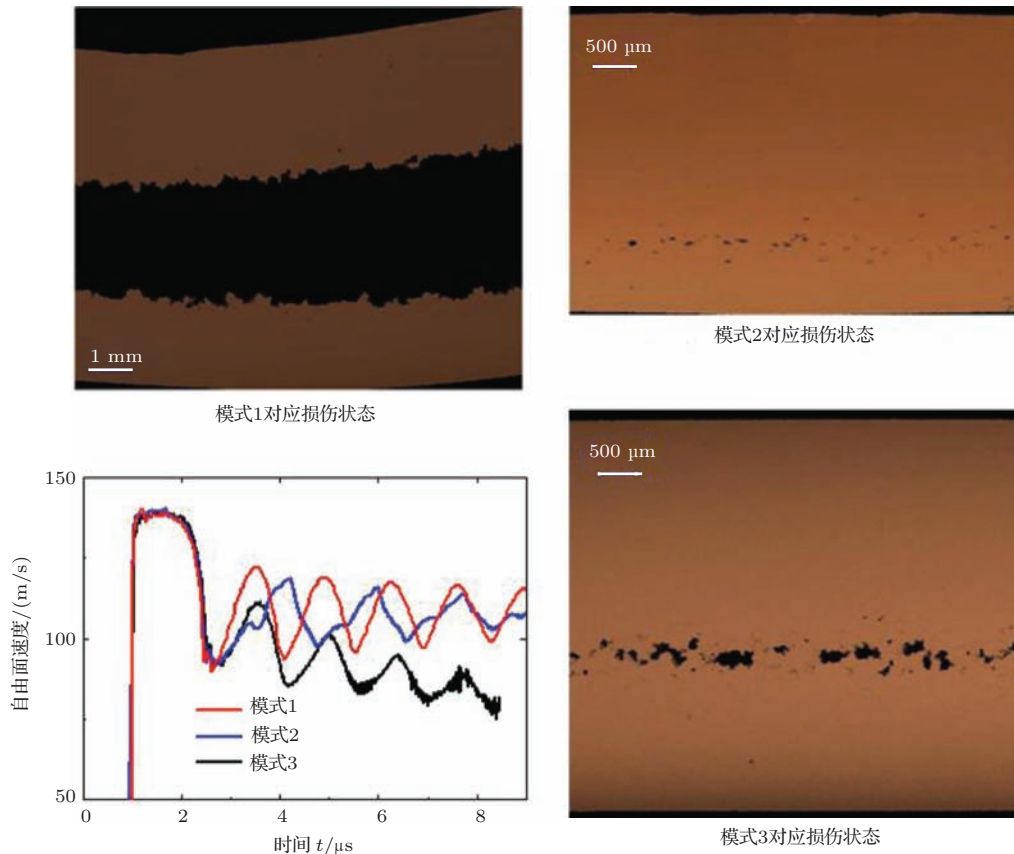 1 mm
模式1对应损伤状态
500 µm
模式2对应损伤状态
150
100
50
自由面速度/(m/s)
模式1
模式2
模式3
0 2 4 6 8
时间 t/µs
500 µm
模式3对应损伤状态